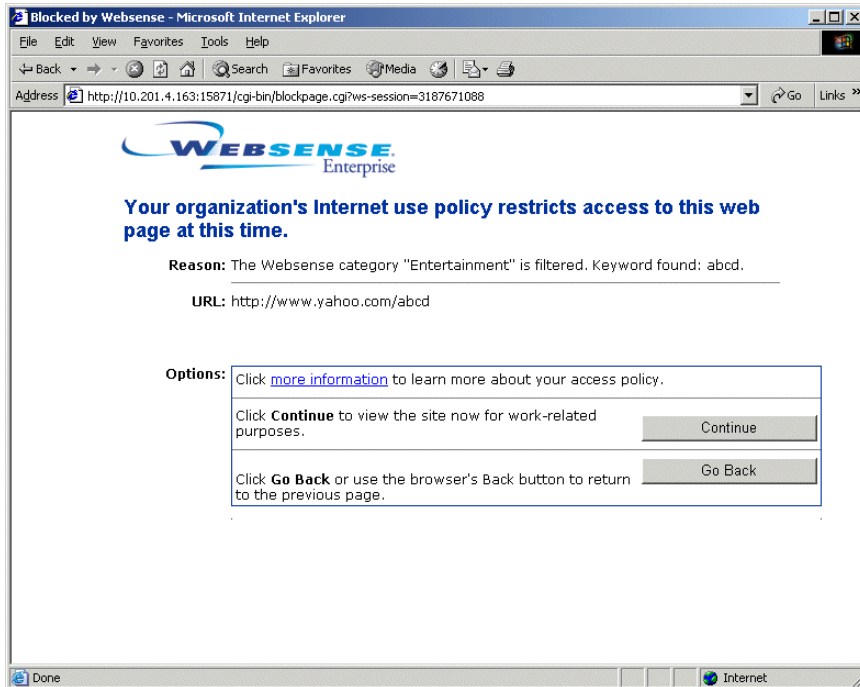 Blocked by Websense - Microsoft Internet Explorer
File Edit View Favorites Tools Help
Back Search Favorites Media
Address http://10.201.4.163:15871/cgi-bin/blockpage.cgi?ws-session=3187671088 Go Links »
WEBSENSE.
Enterprise
Your organization's Internet use policy restricts access to this web
page at this time.
Reason: The Websense category "Entertainment" is filtered. Keyword found: abcd.
URL: http://www.yahoo.com/abcd
Options: Click more information to learn more about your access policy.
Click Continue to view the site now for work-related
purposes.
Continue
Click Go Back or use the browser's Back button to return
to the previous page.
Go Back
Done Internet